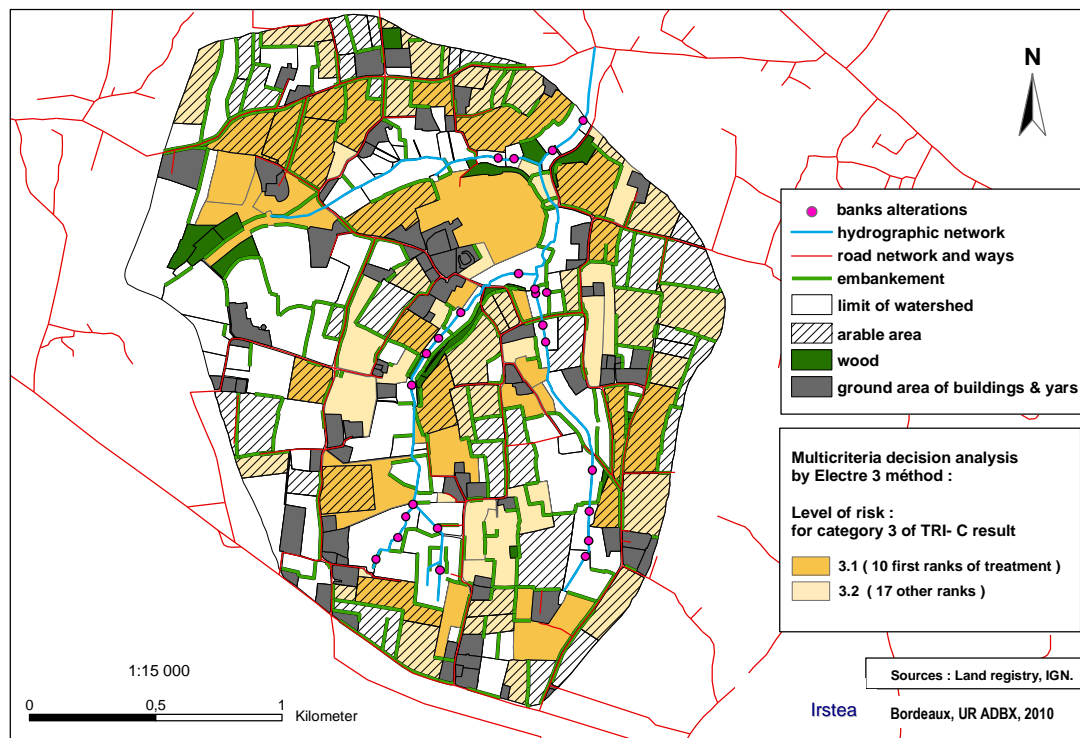 N
banks alterations
hydrographic network
road network and ways
embankement
limit of watershed
arable area
wood
ground area of buildings & yars
Multicriteria decision analysis
by Electre 3 méthod :
Level of risk :
for category 3 of TRI- C result
3.1 ( 10 first ranks of treatment )
3.2 ( 17 other ranks )
1:15 000
0 0,5 1 Kilometer
Sources : Land registry, IGN.
Irstea Bordeaux, UR ADBX, 2010